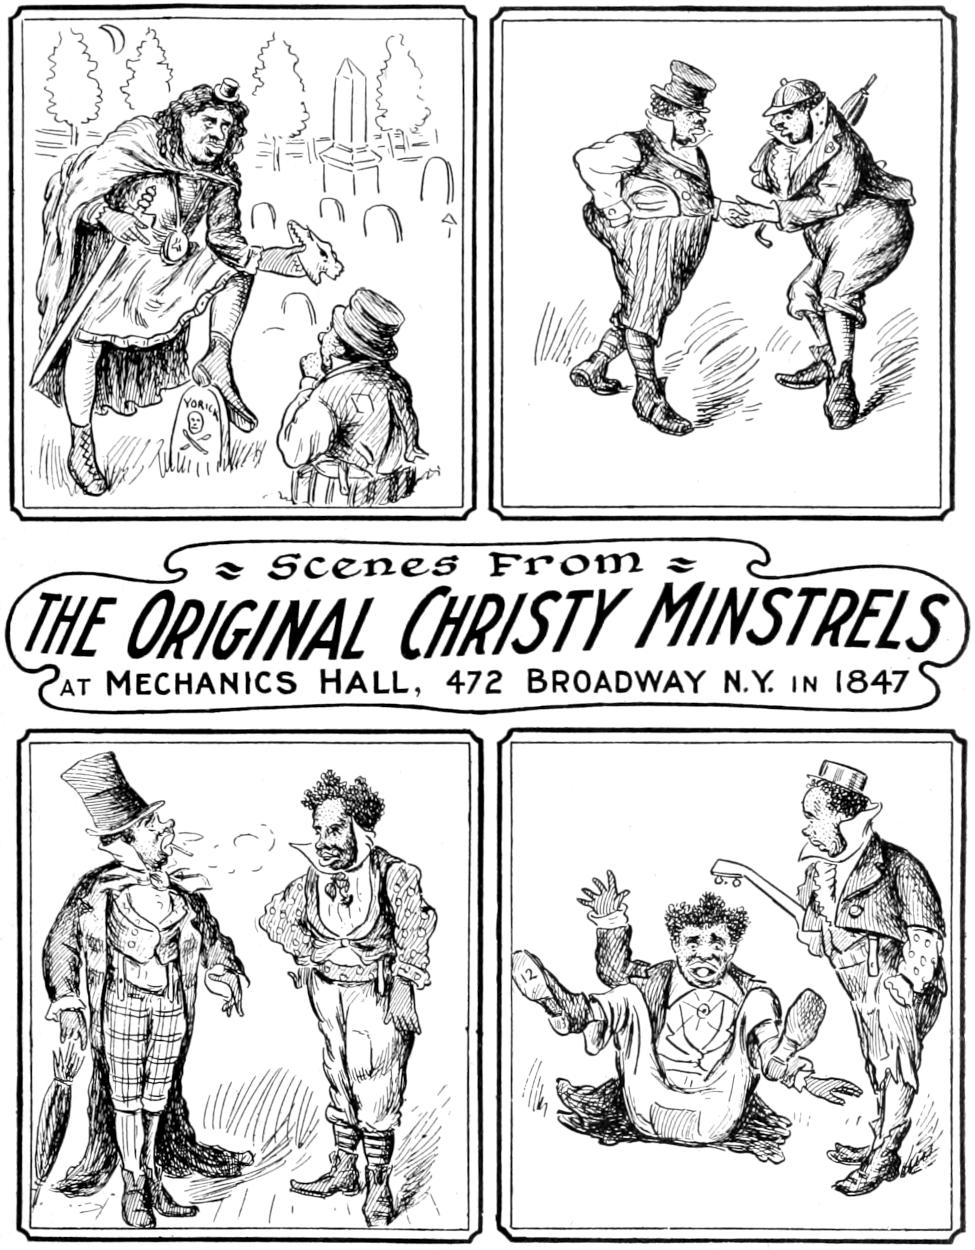 YORICK
Scenes From
THE ORIGINAL CHRISTY MINSTRELS
AT MECHANICS HALL, 472 BROADWAY N.Y. IN 1847
12